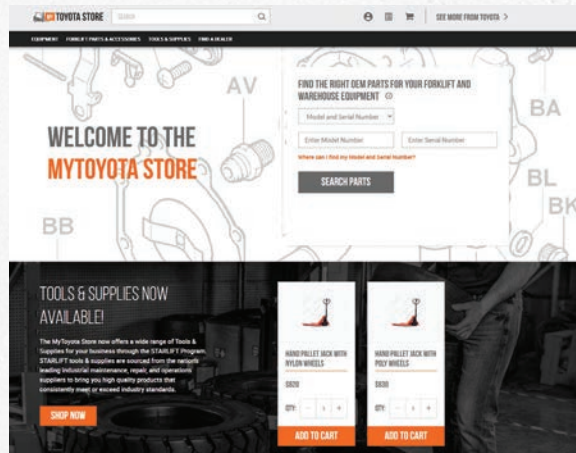 MY TOYOTA STORE
Search
SEE MORE FROM TOYOTA >
EQUIPMENT FORKLIFT PARTS & ACCESSORIES TOOLS & SUPPLIES FIND A DEALER
AV
BA
BL
BK
BB
WELCOME TO THE
MYTOYOTA STORE
FIND THE RIGHT OEM PARTS FOR YOUR FORKLIFT AND
WAREHOUSE EQUIPMENT
Model and Serial Number
Enter Model Number Enter Serial Number
Where can I find my Model and Serial Number?
SEARCH PARTS
TOOLS & SUPPLIES NOW
AVAILABLE!
The MyToyota Store now offers a wide range of Tools &
Supplies for your business through the STARLIFT Program.
STARLIFT tools & supplies are sourced from the nation's
leading industrial maintenance, repair, and operations
suppliers to bring you high quality products that
consistently meet or exceed industry standards.
SHOP NOW
HAND PALLET JACK WITH
NYLON WHEELS
$820
QTY: - 1 +
ADD TO CART
HAND PALLET JACK WITH
POLY WHEELS
$830
QTY: - 1 +
ADD TO CART